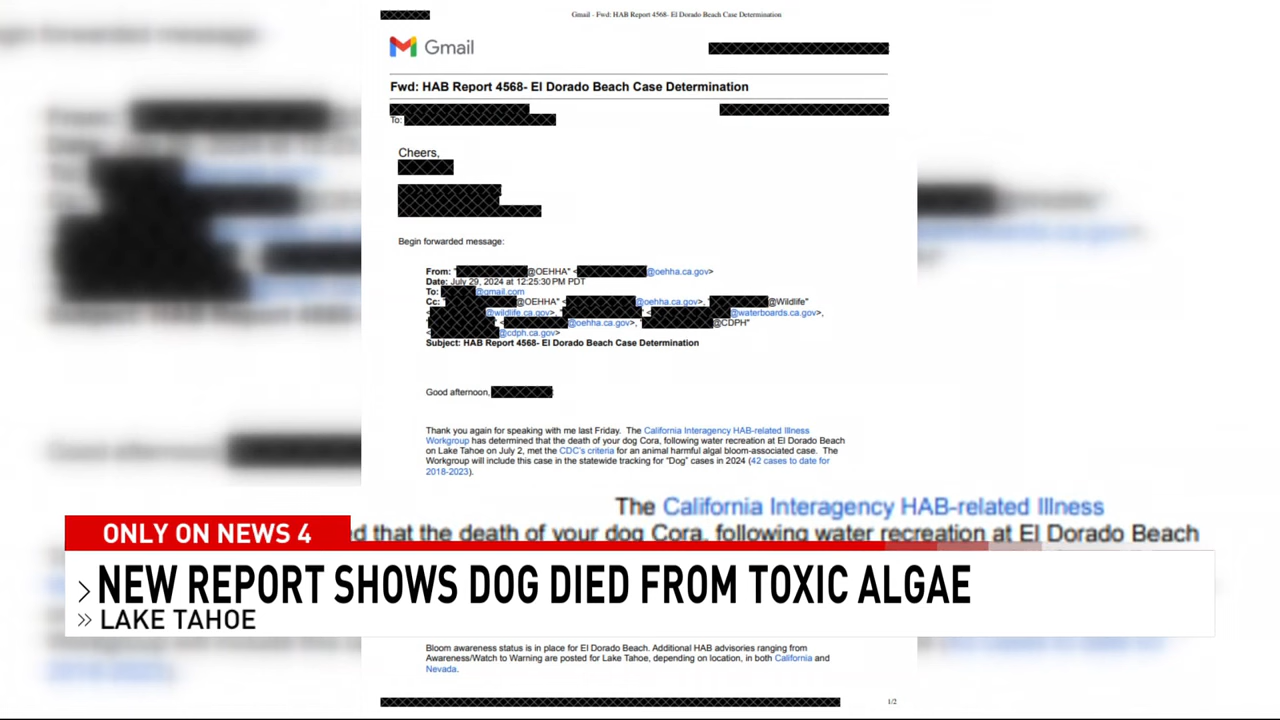 Gmail - Fwd: HAB Report 4568- El Dorado Beach Case Determination
Gmail
Fwd: HAB Report 4568- El Dorado Beach Case Determination
To:
Cheers,
Begin forwarded message:
From: " @OEHHA" < @oehha.ca.gov>
Date: July 29, 2024 at 12:25:30 PM PDT
To: @gmail.com
Cc: " @OEHHA" < @oehha.ca.gov>, " @Wildlife"
< @wildlife.ca.gov>, " " < @waterboards.ca.gov>,
" " < @oehha.ca.gov>, " @CDPH"
< @cdph.ca.gov>
Subject: HAB Report 4568- El Dorado Beach Case Determination
Good afternoon,
Thank you again for speaking with me last Friday. The California Interagency HAB-related Illness
Workgroup has determined that the death of your dog Cora, following water recreation at El Dorado Beach
on Lake Tahoe on July 2, met the CDC's criteria for an animal harmful algal bloom-associated case. The
Workgroup will include this case in the statewide tracking for "Dog" cases in 2024 (42 cases to date for
2018-2023).
The California Interagency HAB-related Illness
d that the death of your dog Cora, following water recreation at El Dorado Beach
ONLY ON NEWS 4
NEW REPORT SHOWS DOG DIED FROM TOXIC ALGAE
LAKE TAHOE
Bloom awareness status is in place for El Dorado Beach. Additional HAB advisories ranging from
Awareness/Watch to Warning are posted for Lake Tahoe, depending on location, in both California and
Nevada.
1/2